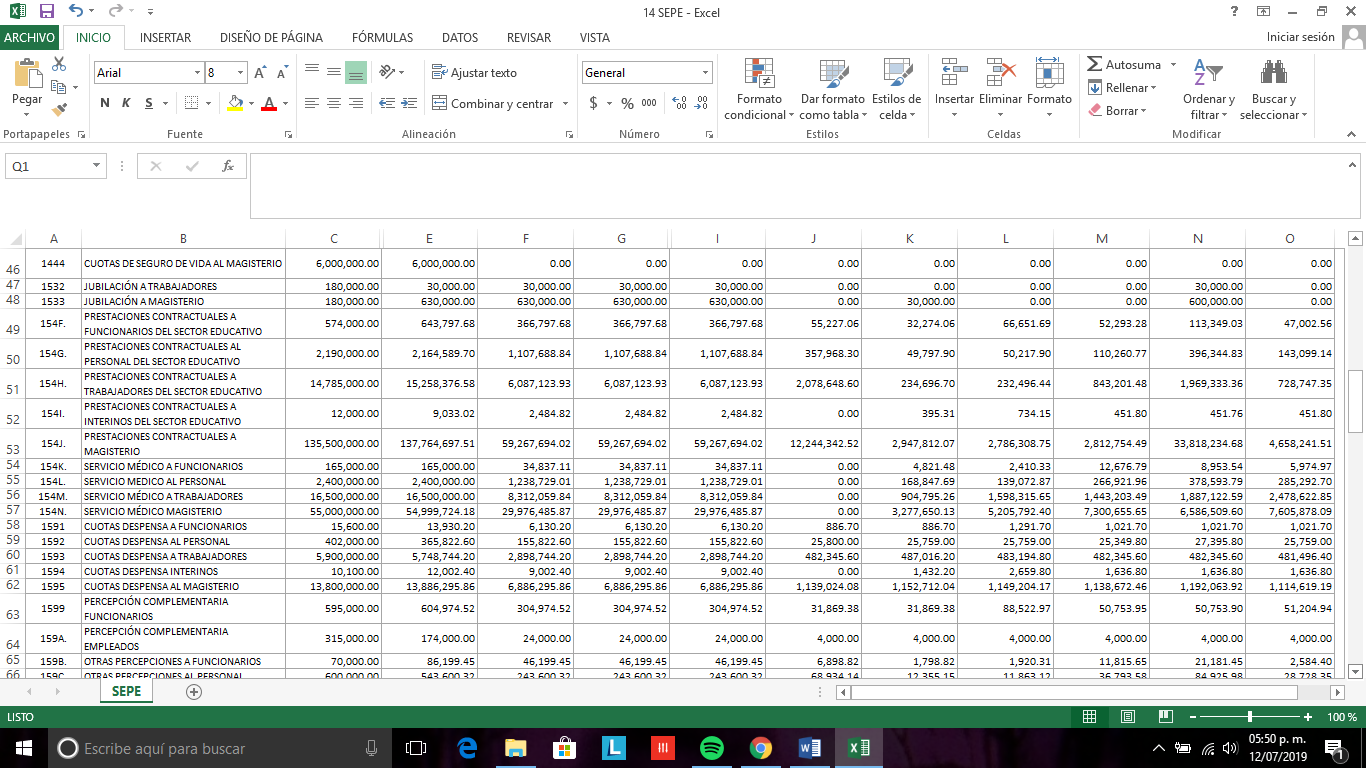 14 SEPE - Excel
ARCHIVO INICIO INSERTAR DISEÑO DE PÁGINA FÓRMULAS DATOS REVISAR VISTA Iniciar sesión
Pegar Arial 8 Ajustar texto General Formato condicional Dar formato como tabla Estilos de celda Insertar Eliminar Formato Autosuma Rellenar Borrar Ordenar y filtrar Buscar y seleccionar
N K S Combinar y centrar $ % 000
Portapapeles Fuente Alineación Número Estilos Celdas Modificar
Q1 fx
A B C E F G I J K L M N O
46 1444 CUOTAS DE SEGURO DE VIDA AL MAGISTERIO 6,000,000.00 6,000,000.00 0.00 0.00 0.00 0.00 0.00 0.00 0.00 0.00 0.00
47 1532 JUBILACIÓN A TRABAJADORES 180,000.00 30,000.00 30,000.00 30,000.00 30,000.00 0.00 0.00 0.00 0.00 30,000.00 0.00
48 1533 JUBILACIÓN A MAGISTERIO 180,000.00 630,000.00 630,000.00 630,000.00 630,000.00 0.00 30,000.00 0.00 0.00 600,000.00 0.00
49 154F. PRESTACIONES CONTRACTUALES A FUNCIONARIOS DEL SECTOR EDUCATIVO 574,000.00 643,797.68 366,797.68 366,797.68 366,797.68 55,227.06 32,274.06 66,651.69 52,293.28 113,349.03 47,002.56
50 154G. PRESTACIONES CONTRACTUALES AL PERSONAL DEL SECTOR EDUCATIVO 2,190,000.00 2,164,589.70 1,107,688.84 1,107,688.84 1,107,688.84 357,968.30 49,797.90 50,217.90 110,260.77 396,344.83 143,099.14
51 154H. PRESTACIONES CONTRACTUALES A TRABAJADORES DEL SECTOR EDUCATIVO 14,785,000.00 15,258,376.58 6,087,123.93 6,087,123.93 6,087,123.93 2,078,648.60 234,696.70 232,496.44 843,201.48 1,969,333.36 728,747.35
52 154I. PRESTACIONES CONTRACTUALES A INTERINOS DEL SECTOR EDUCATIVO 12,000.00 9,033.02 2,484.82 2,484.82 2,484.82 0.00 395.31 734.15 451.80 451.76 451.80
53 154J. PRESTACIONES CONTRACTUALES A MAGISTERIO 135,500,000.00 137,764,697.51 59,267,694.02 59,267,694.02 59,267,694.02 12,244,342.52 2,947,812.07 2,786,308.75 2,812,754.49 33,818,234.68 4,658,241.51
54 154K. SERVICIO MÉDICO A FUNCIONARIOS 165,000.00 165,000.00 34,837.11 34,837.11 34,837.11 0.00 4,821.48 2,410.33 12,676.79 8,953.54 5,974.97
55 154L. SERVICIO MEDICO AL PERSONAL 2,400,000.00 2,400,000.00 1,238,729.01 1,238,729.01 1,238,729.01 0.00 168,847.69 139,072.87 266,921.96 378,593.79 285,292.70
56 154M. SERVICIO MÉDICO A TRABAJADORES 16,500,000.00 16,500,000.00 8,312,059.84 8,312,059.84 8,312,059.84 0.00 904,795.26 1,598,315.65 1,443,203.49 1,887,122.59 2,478,622.85
57 154N. SERVICIO MÉDICO MAGISTERIO 55,000,000.00 54,999,724.18 29,976,485.87 29,976,485.87 29,976,485.87 0.00 3,277,650.13 5,205,792.40 7,300,655.65 6,586,509.60 7,605,878.09
58 1591 CUOTAS DESPENSA A FUNCIONARIOS 15,600.00 13,930.20 6,130.20 6,130.20 6,130.20 886.70 886.70 1,291.70 1,021.70 1,021.70 1,021.70
59 1592 CUOTAS DESPENSA AL PERSONAL 402,000.00 365,822.60 155,822.60 155,822.60 155,822.60 25,800.00 25,759.00 25,759.00 25,349.80 27,395.80 25,759.00
60 1593 CUOTAS DESPENSA A TRABAJADORES 5,900,000.00 5,748,744.20 2,898,744.20 2,898,744.20 2,898,744.20 482,345.60 487,016.20 483,194.80 482,345.60 482,345.60 481,496.40
61 1594 CUOTAS DESPENSA INTERINOS 10,100.00 12,002.40 9,002.40 9,002.40 9,002.40 0.00 1,432.20 2,659.80 1,636.80 1,636.80 1,636.80
62 1595 CUOTAS DESPENSA AL MAGISTERIO 13,800,000.00 13,886,295.86 6,886,295.86 6,886,295.86 6,886,295.86 1,139,024.08 1,152,712.04 1,149,204.17 1,138,672.46 1,192,063.92 1,114,619.19
63 1599 PERCEPCIÓN COMPLEMENTARIA FUNCIONARIOS 595,000.00 604,974.52 304,974.52 304,974.52 304,974.52 31,869.38 31,869.38 88,522.97 50,753.95 50,753.90 51,204.94
64 159A. PERCEPCIÓN COMPLEMENTARIA EMPLEADOS 315,000.00 174,000.00 24,000.00 24,000.00 24,000.00 4,000.00 4,000.00 4,000.00 4,000.00 4,000.00 4,000.00
65 159B. OTRAS PERCEPCIONES A FUNCIONARIOS 70,000.00 86,199.45 46,199.45 46,199.45 46,199.45 6,898.82 1,798.82 1,920.31 11,815.65 21,181.45 2,584.40
66 159C. OTRAS PERCEPCIONES AL PERSONAL 600,000.00 543,600.32 243,600.32 243,600.32 243,600.32 68,934.14 12,355.15 11,863.12 36,793.58 84,925.98 28,728.35
SEPE
LISTO 100 %
Escribe aquí para buscar 05:50 p. m.
12/07/2019